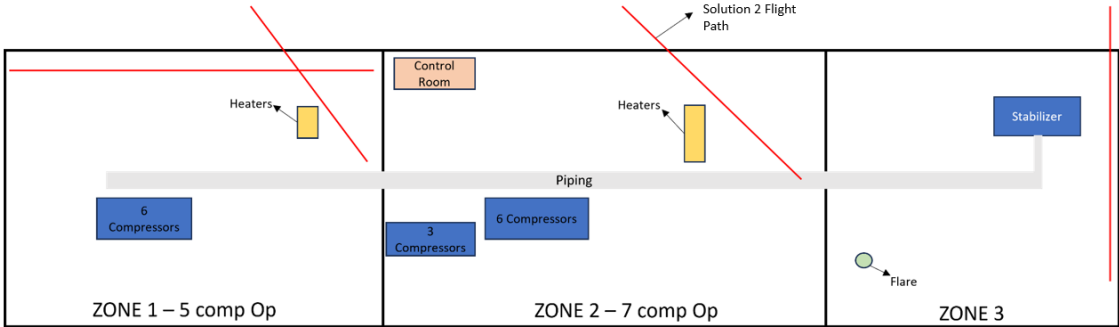 Solution 2 Flight
Path
Control
Room
Heaters
Heaters
Stabilizer
Piping
6
Compressors
6 Compressors
3
Compressors
Flare
ZONE 1 – 5 comp Op
ZONE 2 – 7 comp Op
ZONE 3